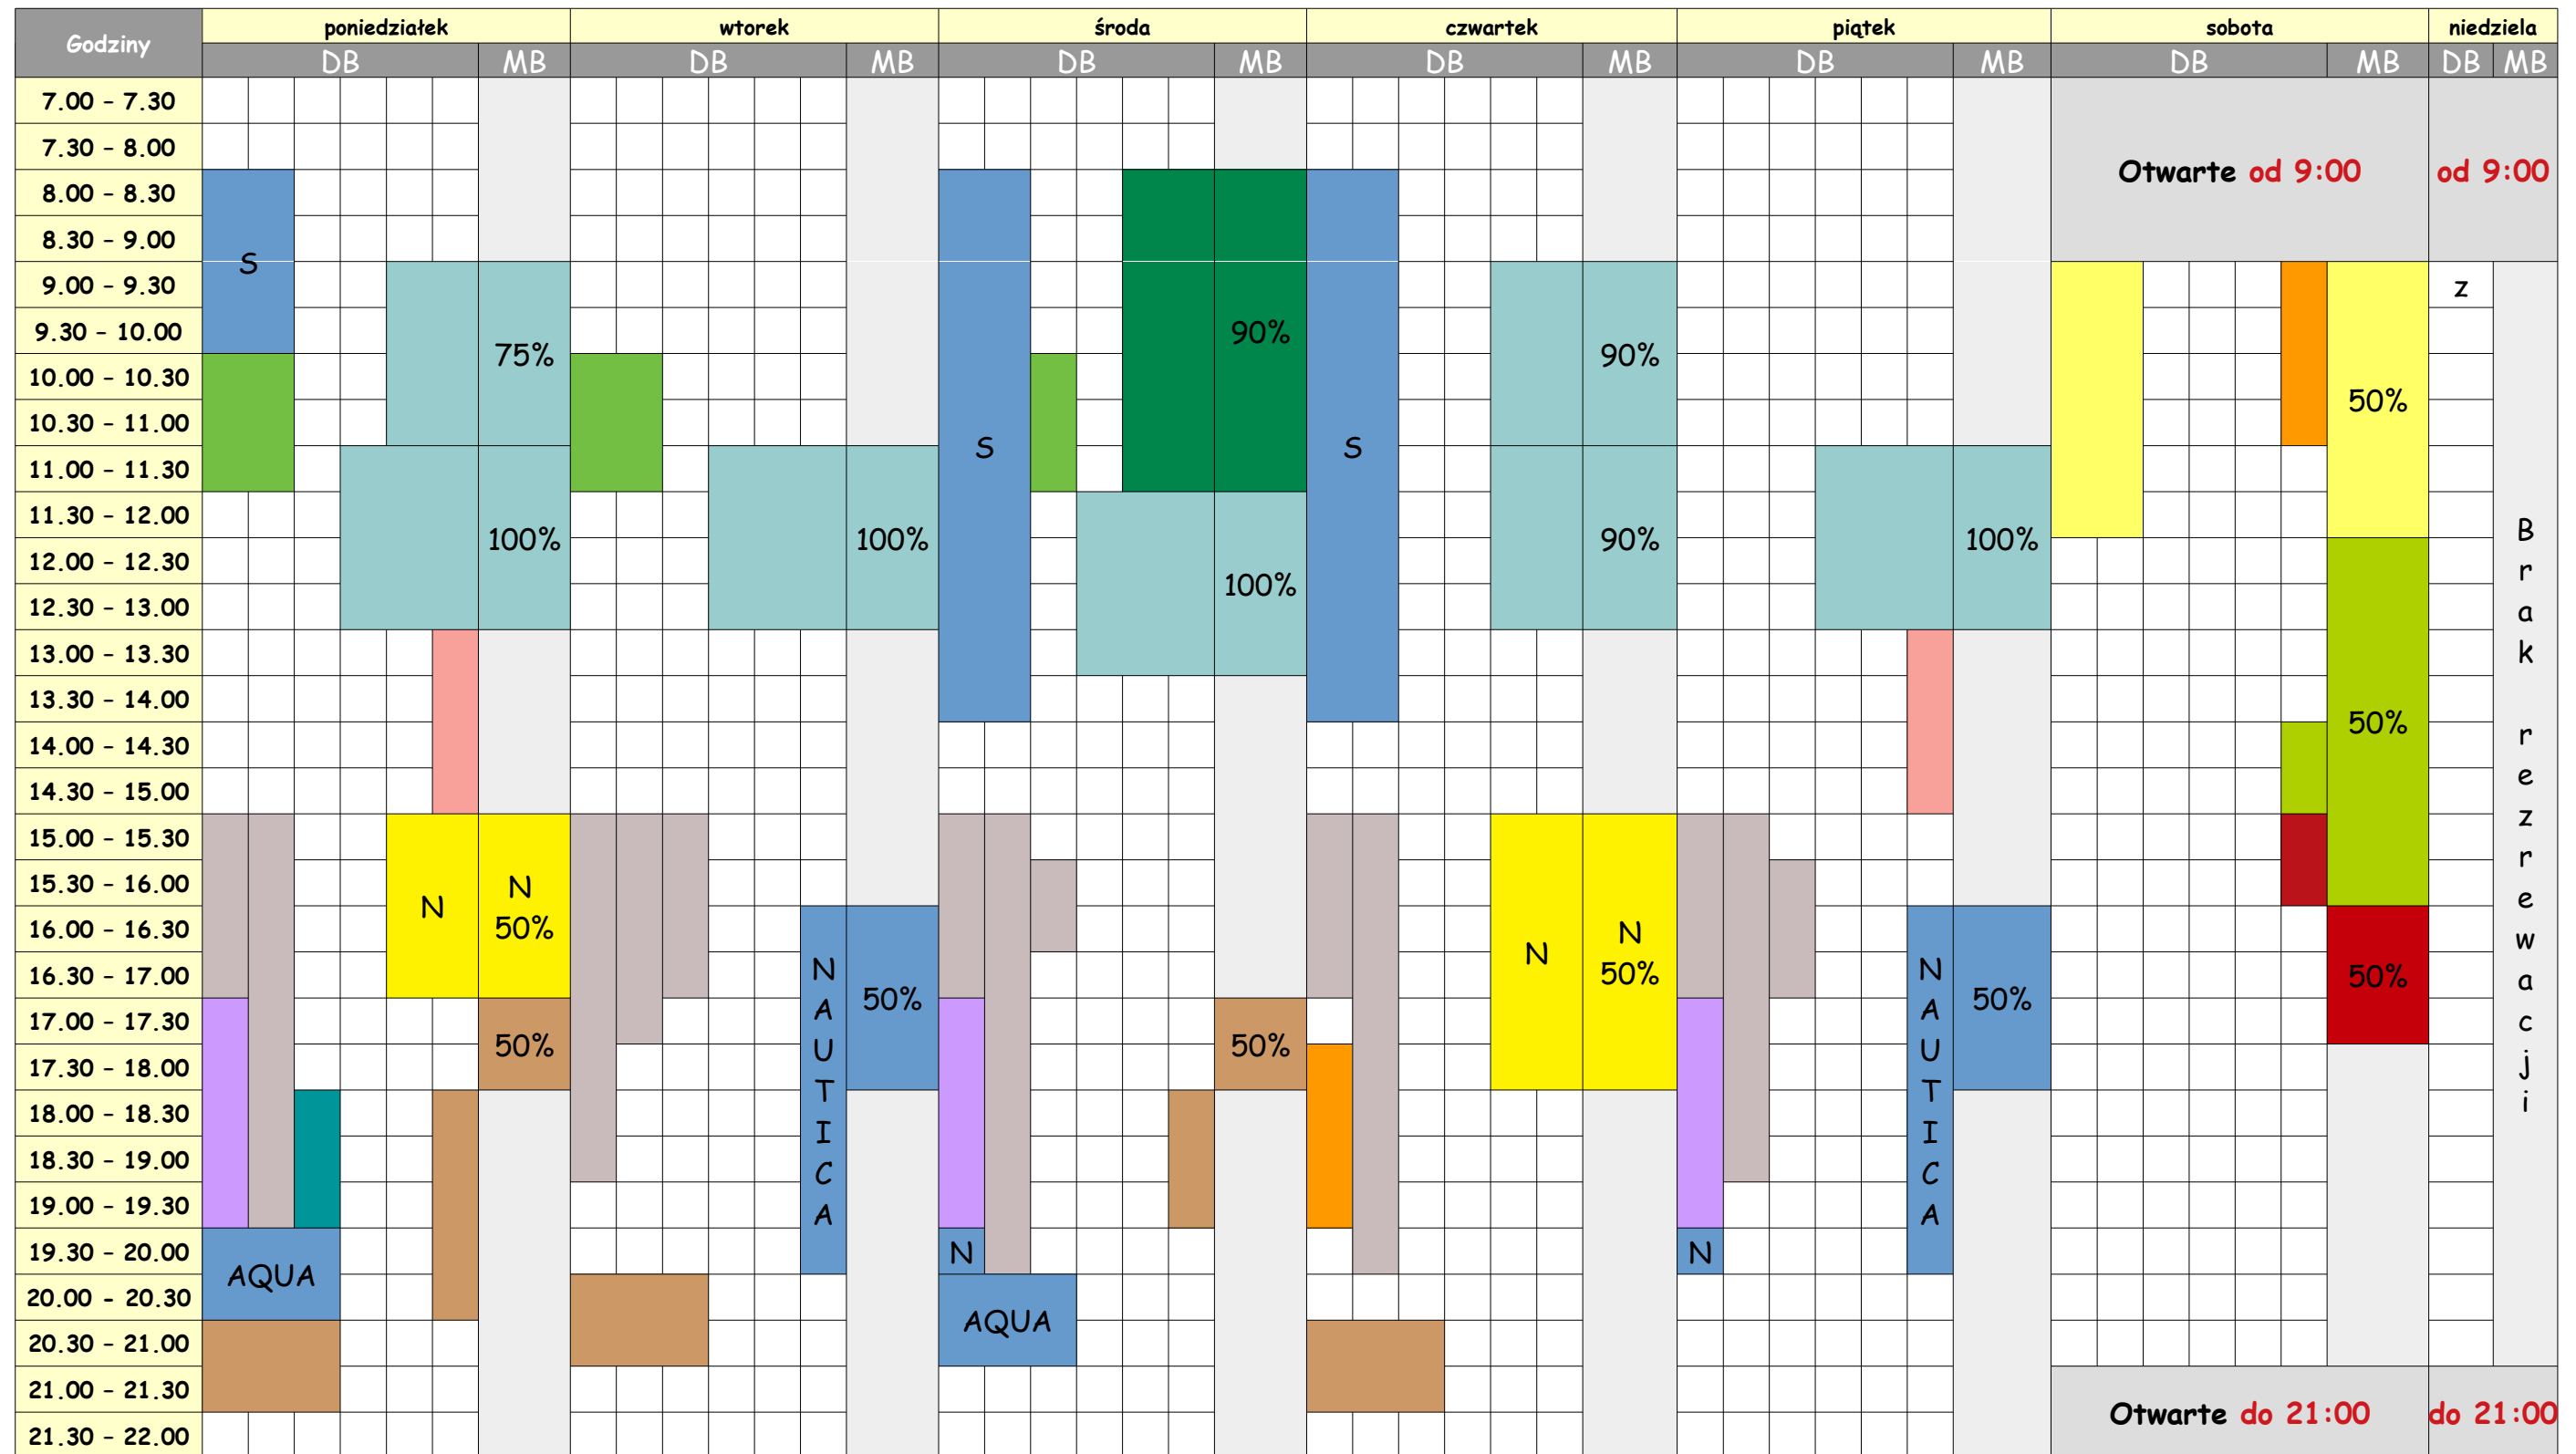 Godziny poniedziałek wtorek środa czwartek piątek sobota niedziela
DB MB DB MB DB MB DB MB DB MB DB MB DB MB
7.00 - 7.30
7.30 - 8.00
Otwarte od 9:00 od 9:00
8.00 - 8.30
8.30 - 9.00
S
9.00 - 9.30 z
9.30 - 10.00 90%
75% 90%
10.00 - 10.30
50%
10.30 - 11.00
S S
11.00 - 11.30
11.30 - 12.00
100% 100% 90% 100%
12.00 - 12.30
100%
12.30 - 13.00
13.00 - 13.30
13.30 - 14.00
50%
14.00 - 14.30
14.30 - 15.00
15.00 - 15.30
15.30 - 16.00
N
N 50%
16.00 - 16.30
N
N 50%
16.30 - 17.00
NAUTICA 50%
NAUTICA 50%
50%
17.00 - 17.30
50% 50%
17.30 - 18.00
18.00 - 18.30
18.30 - 19.00
19.00 - 19.30
19.30 - 20.00 N N
AQUA
20.00 - 20.30
AQUA
20.30 - 21.00
21.00 - 21.30
Otwarte do 21:00 do 21:00
21.30 - 22.00
Brak rezrewacji